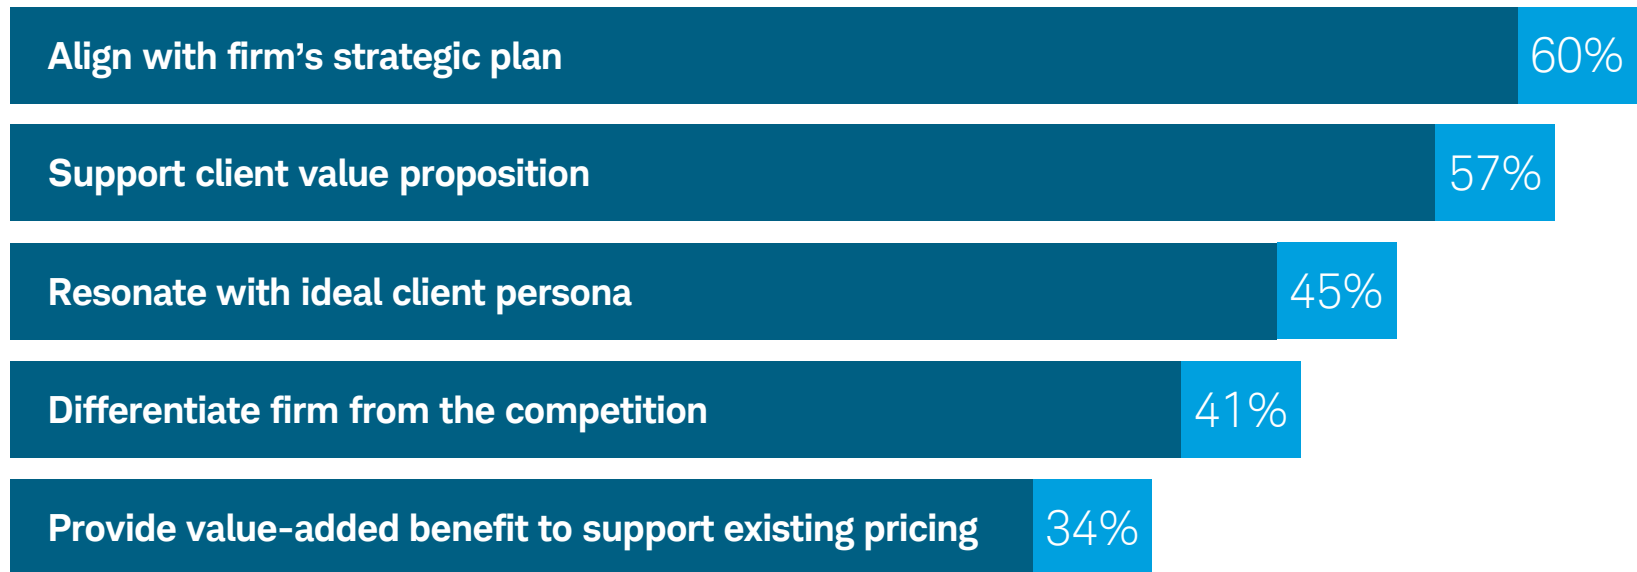 Align with firm’s strategic plan 60%
Support client value proposition 57%
Resonate with ideal client persona 45%
Differentiate firm from the competition 41%
Provide value-added benefit to support existing pricing 34%